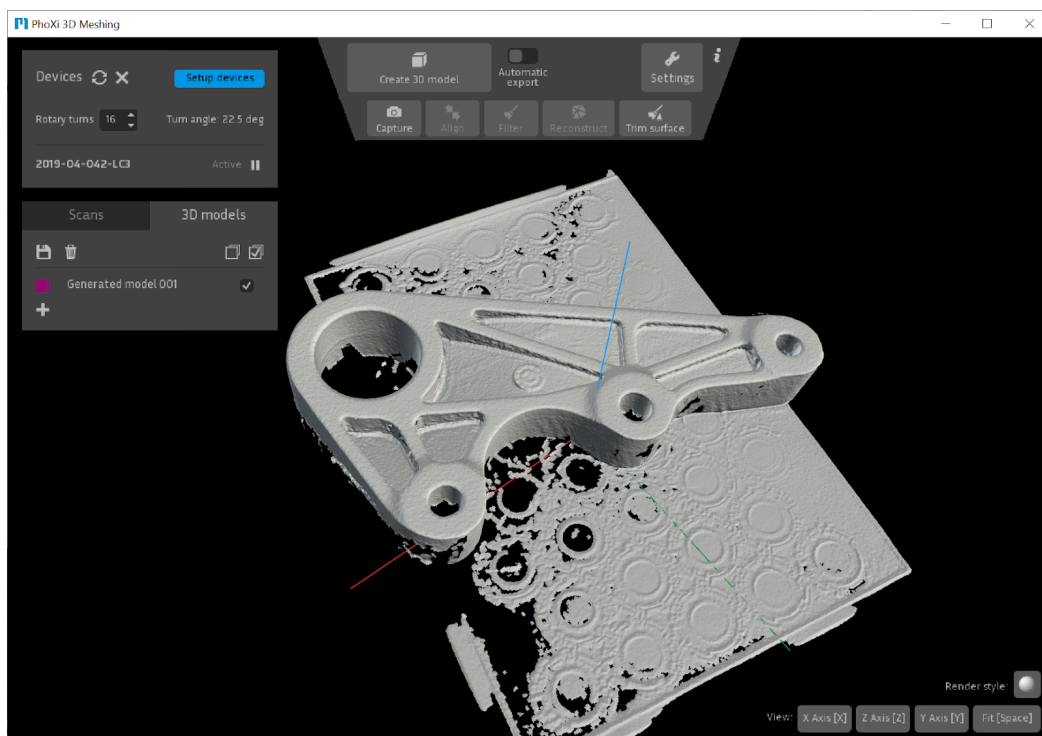 PhoXi 3D Meshing
Devices
Setup devices
Rotary turns 16 Turn angle: 22.5 deg
2019-04-042-LC3 Active
Scans 3D models
Generated model 001
Create 3D model
Automatic
export
Settings
Capture Align Filter Reconstruct Trim surface
Render style:
View: X Axis [X] Z Axis [Z] Y Axis [Y] Fit [Space]